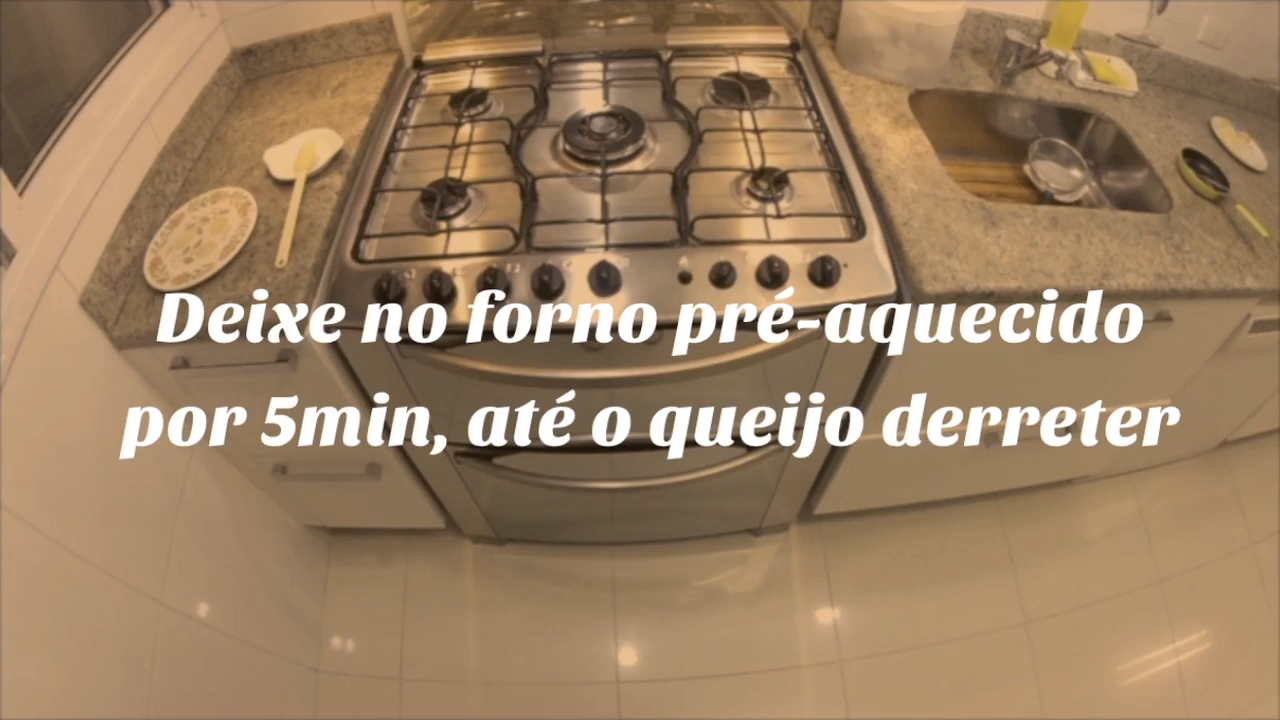 Deixe no forno pré-aquecido
por 5min, até o queijo derreter